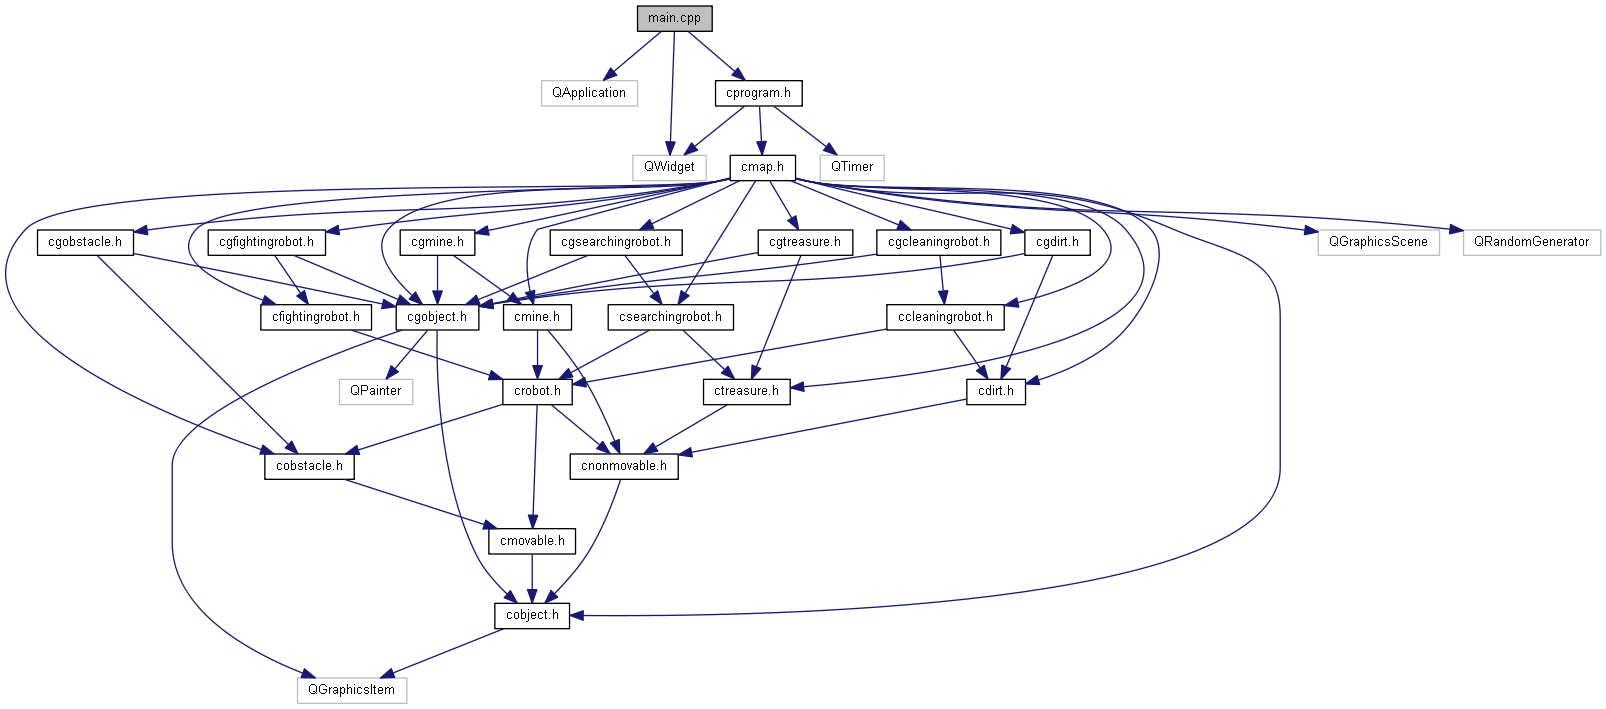 main.cpp
QApplication
cprogram.h
QWidget
cmap.h
QTimer
cgobstacle.h
cgfightingrobot.h
cgmine.h
cgsearchingrobot.h
cgtreasure.h
cgcleaningrobot.h
cgdirt.h
QGraphicsScene
QRandomGenerator
cfightingrobot.h
cgobject.h
cmine.h
csearchingrobot.h
ccleaningrobot.h
QPainter
crobot.h
ctreasure.h
cdirt.h
cobstacle.h
cnonmovable.h
cmovable.h
cobject.h
QGraphicsItem